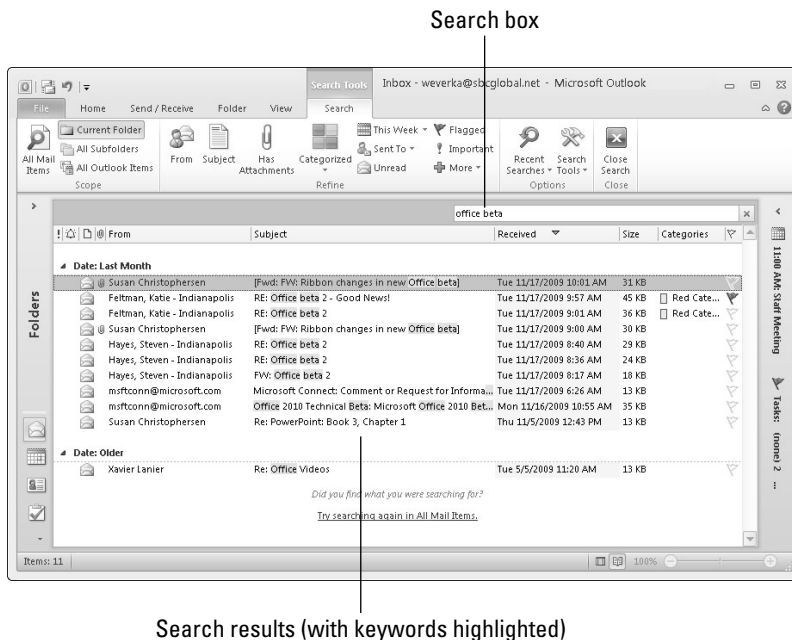 Search box
Search Tools
Inbox - weverka@sbcglobal.net - Microsoft Outlook
File Home Send / Receive Folder View Search
All Mail Items
Current Folder
All Subfolders
All Outlook Items
Scope
From
Subject
Has Attachments
Categorized
This Week
Sent To
Unread
Flagged
Important
More
Refine
Recent Searches
Search Tools
Options
Close Search
Close
office beta
From Subject Received Size Categories
Date: Last Month
Susan Christophersen [Fwd: FW: Ribbon changes in new Office beta] Tue 11/17/2009 10:01 AM 31 KB
Feltman, Katie - Indianapolis RE: Office beta 2 - Good News! Tue 11/17/2009 9:57 AM 45 KB Red Cate...
Feltman, Katie - Indianapolis RE: Office beta 2 Tue 11/17/2009 9:01 AM 36 KB Red Cate...
Susan Christophersen [Fwd: FW: Ribbon changes in new Office beta] Tue 11/17/2009 9:00 AM 30 KB
Hayes, Steven - Indianapolis RE: Office beta 2 Tue 11/17/2009 8:40 AM 29 KB
Hayes, Steven - Indianapolis RE: Office beta 2 Tue 11/17/2009 8:36 AM 24 KB
Hayes, Steven - Indianapolis FW: Office beta 2 Tue 11/17/2009 8:17 AM 18 KB
msftconn@microsoft.com Microsoft Connect: Comment or Request for Informa... Tue 11/17/2009 6:26 AM 13 KB
msftconn@microsoft.com Office 2010 Technical Beta: Microsoft Office 2010 Bet... Mon 11/16/2009 10:55 AM 35 KB
Susan Christophersen Re: PowerPoint: Book 3, Chapter 1 Thu 11/5/2009 12:43 PM 13 KB
Date: Older
Xavier Lanier Re: Office Videos Tue 5/5/2009 11:20 AM 13 KB
Did you find what you were searching for?
Try searching again in All Mail Items.
Folders
11:00 AM: Staff Meeting
Tasks: (none) 2 ...
Items: 11
100%
Search results (with keywords highlighted)